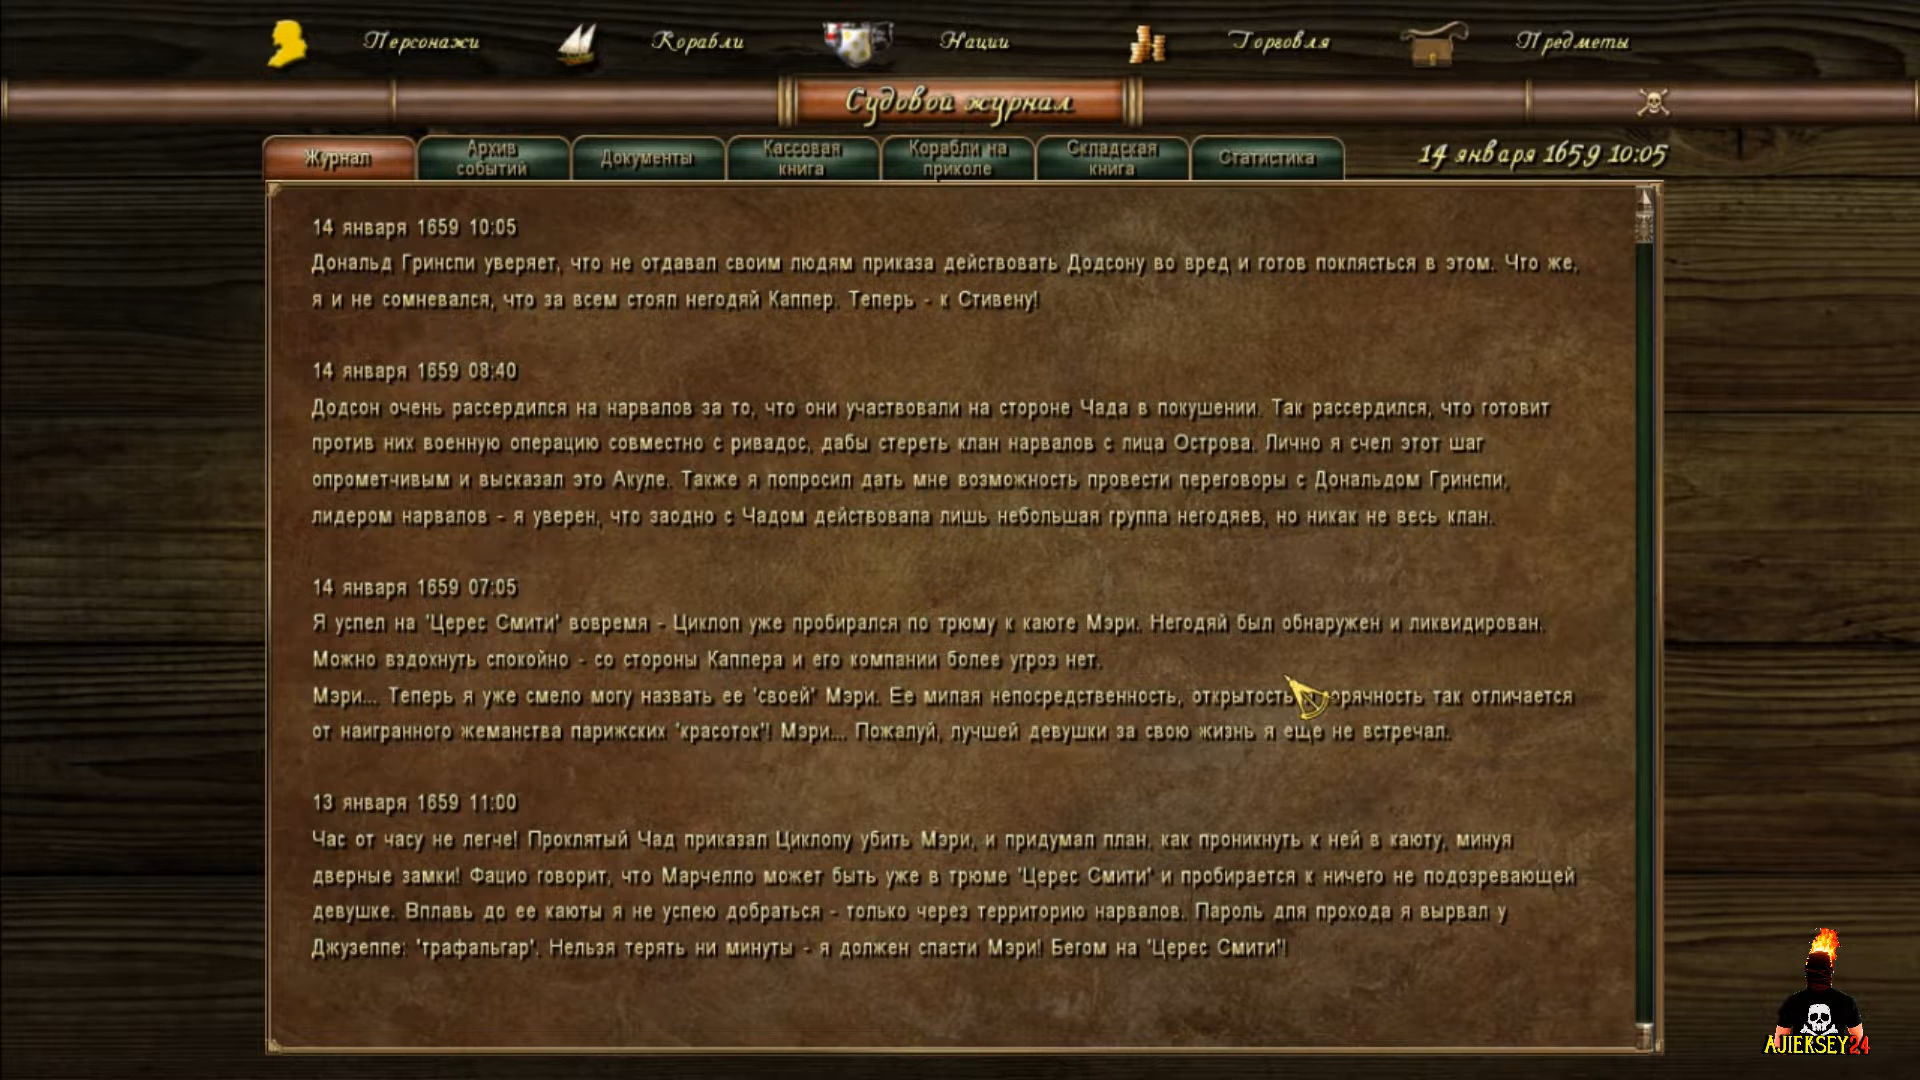 Персонажи
Корабли
Нации
Торговля
Предметы
Судовой журнал
Журнал
Архив событий
Документы
Кассовая книга
Корабли на приколе
Складская книга
Статистика
14 января 1659 10:05
14 января 1659 10:05
Дональд Гринспи уверяет, что не отдавал своим людям приказа действовать Додсону во вред и готов поклясться в этом. Что же,
я и не сомневался, что за всем стоял негодяй Каппер. Теперь - к Стивену!
14 января 1659 08:40
Додсон очень рассердился на нарвалов за то, что они участвовали на стороне Чада в покушении. Так рассердился, что готовит
против них военную операцию совместно с ривадос, дабы стереть клан нарвалов с лица Острова. Лично я счел этот шаг
опрометчивым и высказал это Акуле. Также я попросил дать мне возможность провести переговоры с Дональдом Гринспи,
лидером нарвалов - я уверен, что заодно с Чадом действовала лишь небольшая группа негодяев, но никак не весь клан.
14 января 1659 07:05
Я успел на 'Церес Смити' вовремя - Циклоп уже пробирался по трюму к каюте Мэри. Негодяй был обнаружен и ликвидирован.
Можно вздохнуть спокойно - со стороны Каппера и его компании более угроз нет.
Мэри... Теперь я уже смело могу назвать ее 'своей' Мэри. Ее милая непосредственность, открытость орячность так отличается
от наигранного жеманства парижских 'красоток'! Мэри... Пожалуй, лучшей девушки за свою жизнь я еще не встречал.
13 января 1659 11:00
Час от часу не легче! Проклятый Чад приказал Циклопу убить Мэри, и придумал план, как проникнуть к ней в каюту, минуя
дверные замки! Фацио говорит, что Марчелло может быть уже в трюме 'Церес Смити' и пробирается к ничего не подозревающей
девушке. Вплавь до ее каюты я не успею добраться - только через территорию нарвалов. Пароль для прохода я вырвал у
Джузеппе: 'трафальгар'. Нельзя терять ни минуты - я должен спасти Мэри! Бегом на 'Церес Смити'!
AJIEKSEY24